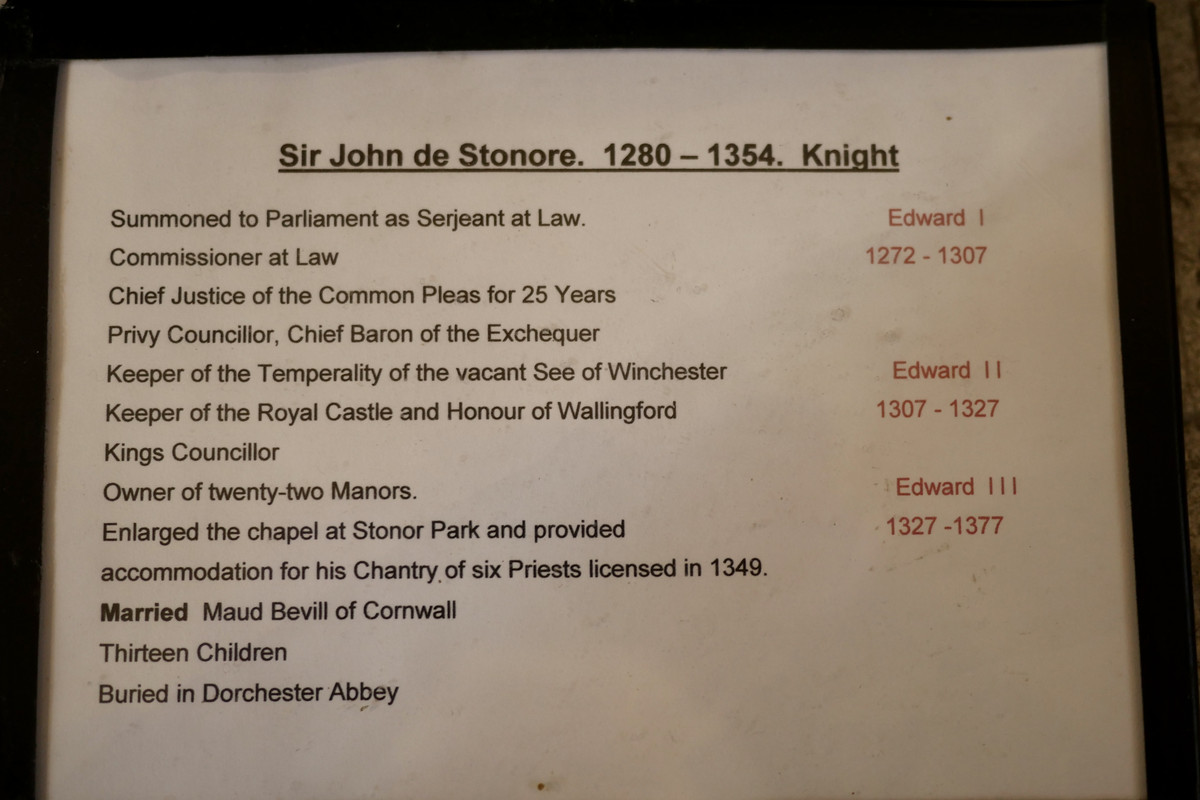 Sir John de Stonore. 1280 – 1354. Knight
Summoned to Parliament as Serjeant at Law. Edward I
Commissioner at Law 1272 - 1307
Chief Justice of the Common Pleas for 25 Years
Privy Councillor, Chief Baron of the Exchequer
Keeper of the Temperality of the vacant See of Winchester Edward II
Keeper of the Royal Castle and Honour of Wallingford 1307 - 1327
Kings Councillor
Owner of twenty-two Manors. Edward III
Enlarged the chapel at Stonor Park and provided 1327 -1377
accommodation for his Chantry of six Priests licensed in 1349.
Married Maud Bevill of Cornwall
Thirteen Children
Buried in Dorchester Abbey